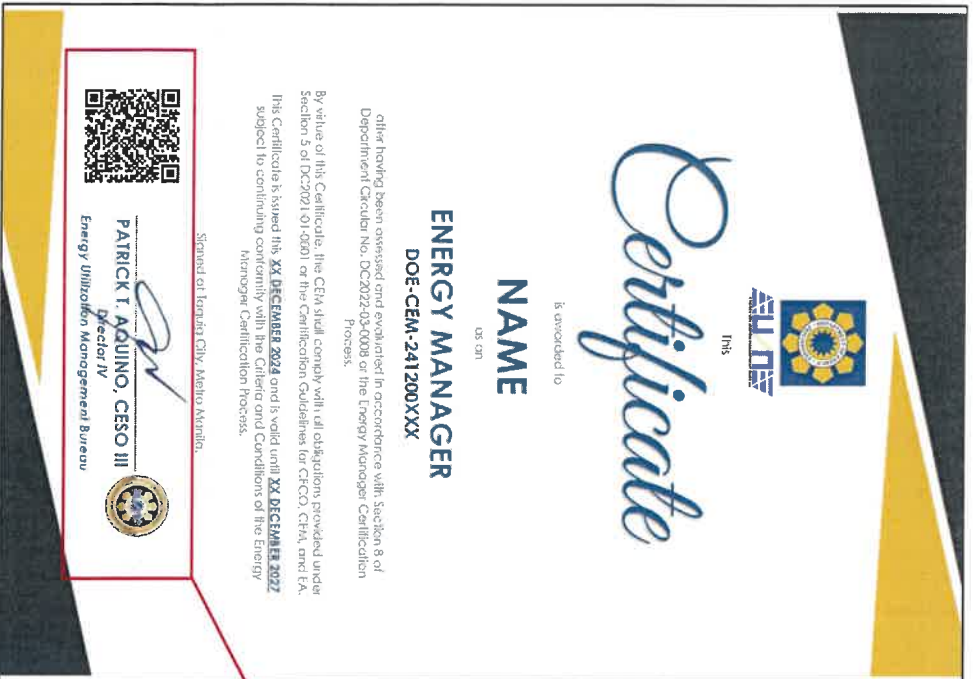 This
Certificate
is awarded to
NAME
as an
ENERGY MANAGER
DOE-CEM-241200XXX
after having been assessed and evaluated in accordance with Section 8 of
Department Circular No. DC2022-03-0008 or the Energy Manager Certification
Process.
By virtue of this Certificate, the CEM shall comply with all obligations provided under
Section 5 of DC2021-01-0001 or the Certification Guidelines for CECO, CEM, and EA.
This Certificate is issued this XX DECEMBER 2024 and is valid until XX DECEMBER 2027
subject to continuing conformity with the Criteria and Conditions of the Energy
Manager Certification Process.
Signed at Taguig City, Metro Manila.
PATRICK T. AQUINO, CESO III
Director IV
Energy Utilization Management Bureau